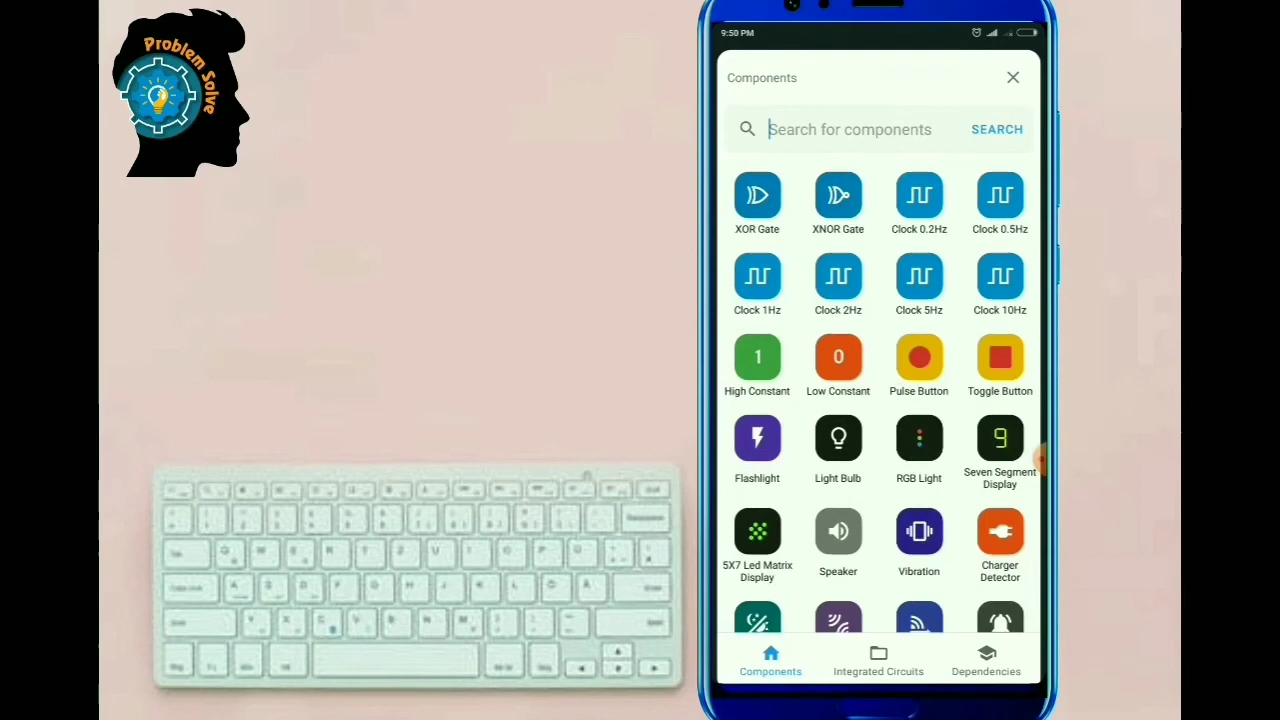 Problem Solve
9:50 PM
Components
Search for components
SEARCH
XOR Gate
XNOR Gate
Clock 0.2Hz
Clock 0.5Hz
Clock 1Hz
Clock 2Hz
Clock 5Hz
Clock 10Hz
1
0
High Constant
Low Constant
Pulse Button
Toggle Button
9
Flashlight
Light Bulb
RGB Light
Seven Segment
Display
5X7 Led Matrix
Display
Speaker
Vibration
Charger
Detector
Components
Integrated Circuits
Dependencies